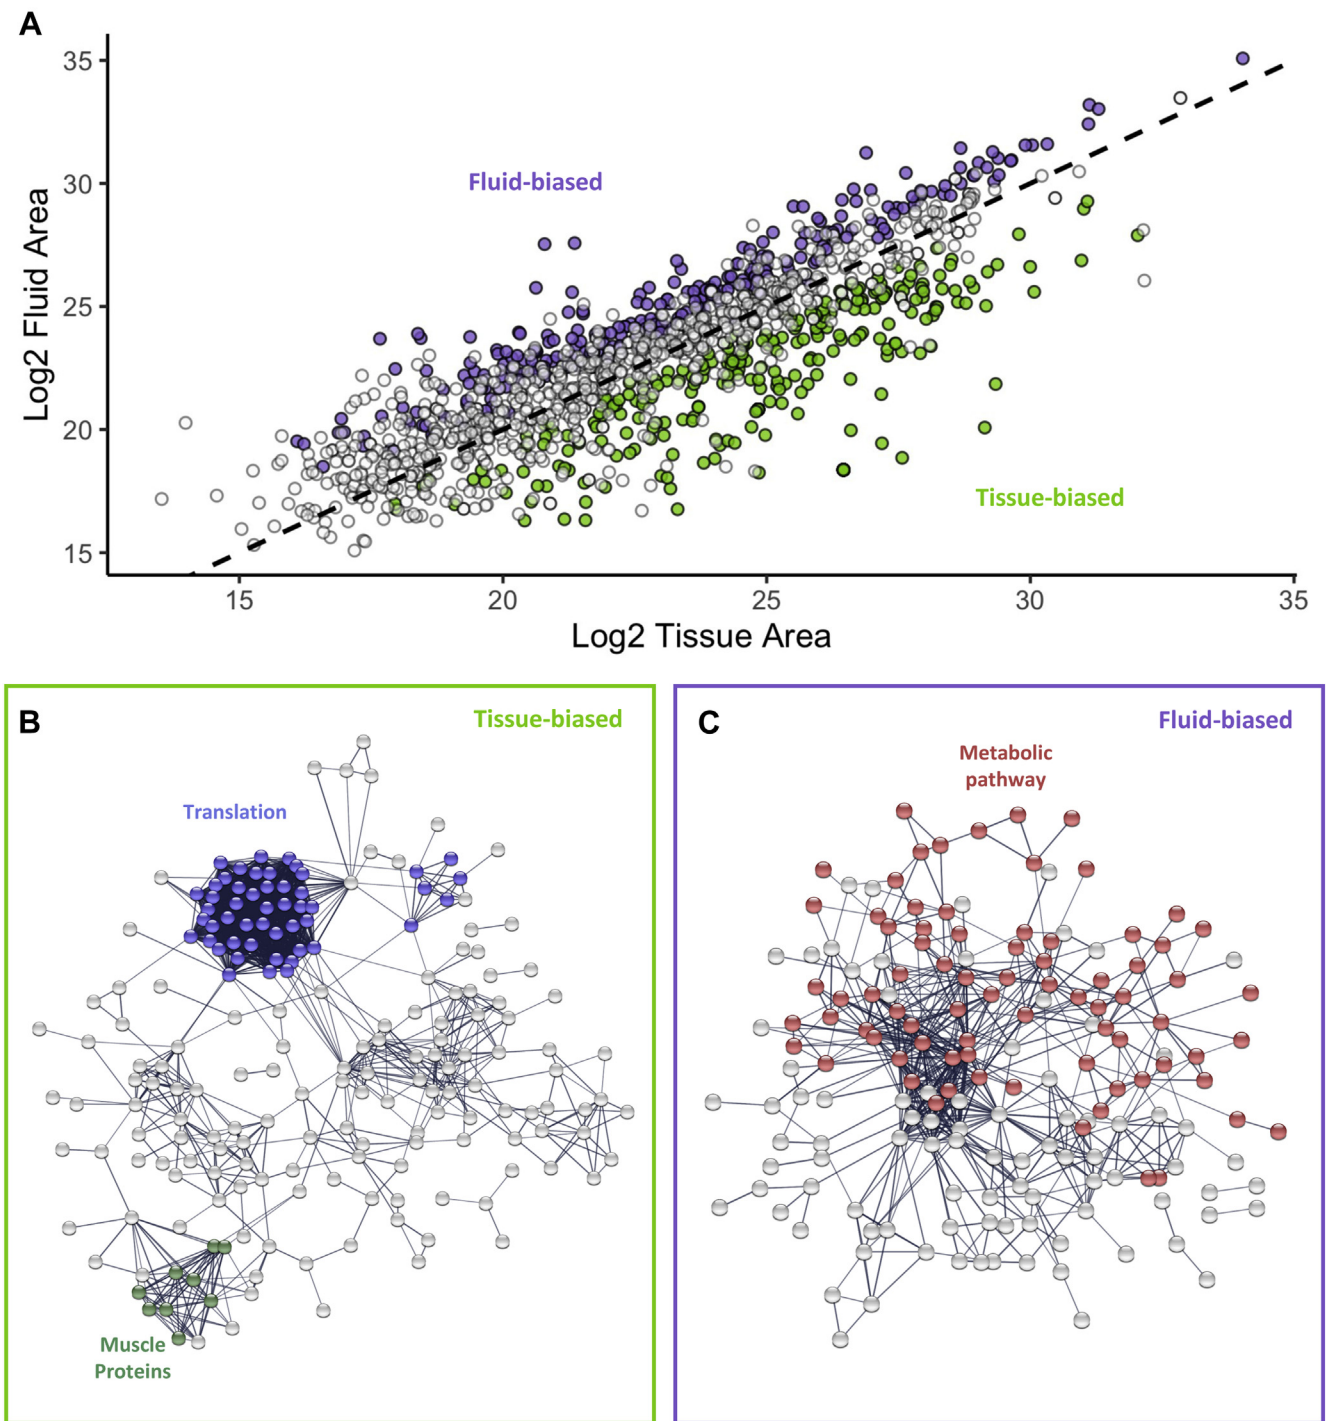 A
35
30
25
20
15
Log2 Fluid Area
Fluid-biased
Tissue-biased
15
20
25
30
35
Log2 Tissue Area
B
Tissue-biased
Translation
Muscle
Proteins
C
Fluid-biased
Metabolic
pathway